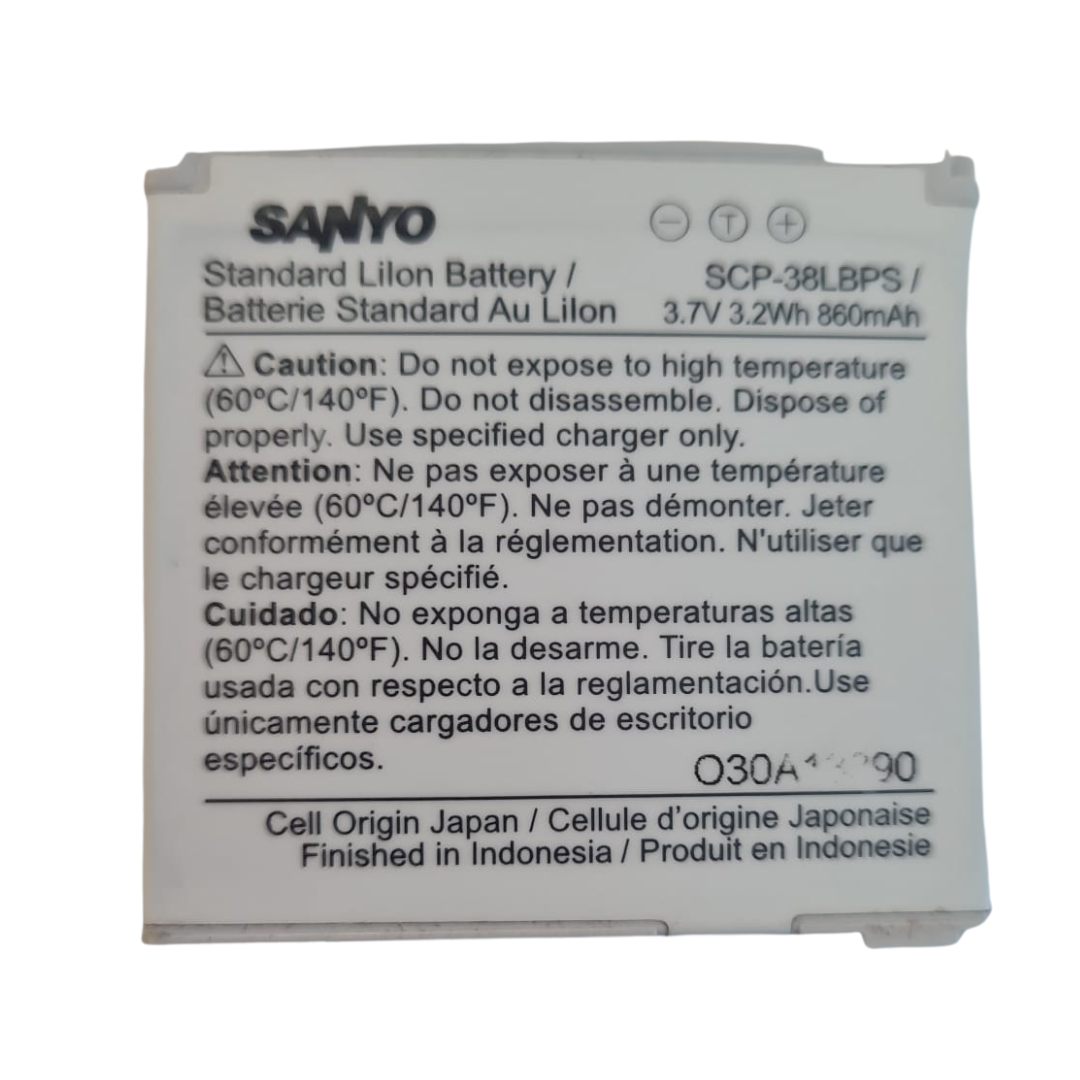 SANYO
⊖ Ⓣ ⊕
Standard LiIon Battery /
SCP-38LBPS /
Batterie Standard Au LiIon
3.7V 3.2Wh 860mAh
⚠ Caution: Do not expose to high temperature
(60ºC/140ºF). Do not disassemble. Dispose of
properly. Use specified charger only.
Attention: Ne pas exposer à une température
élevée (60ºC/140ºF). Ne pas démonter. Jeter
conformément à la réglementation. N'utiliser que
le chargeur spécifié.
Cuidado: No exponga a temperaturas altas
(60ºC/140ºF). No la desarme. Tire la batería
usada con respecto a la reglamentación.Use
únicamente cargadores de escritorio
específicos.
Cell Origin Japan / Cellule d'origine Japonaise
Finished in Indonesia / Produit en Indonesie